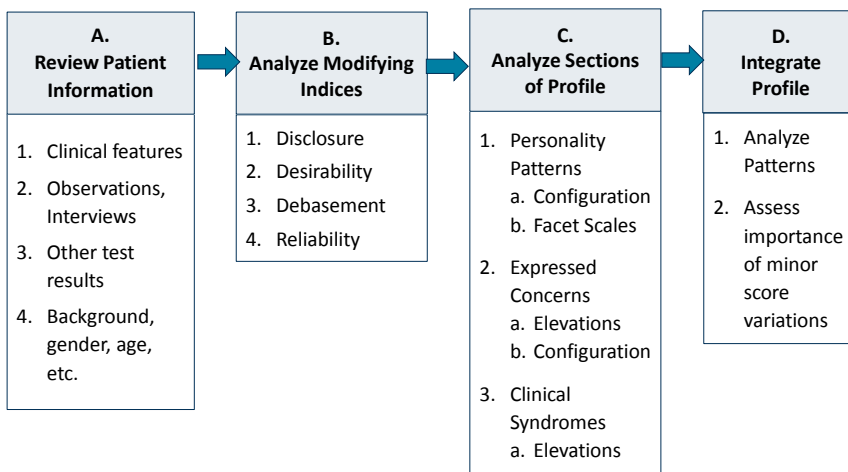 A.
Review Patient
Information
1. Clinical features
2. Observations,
Interviews
3. Other test
results
4. Background,
gender, age,
etc.
B.
Analyze Modifying
Indices
1. Disclosure
2. Desirability
3. Debasement
4. Reliability
C.
Analyze Sections
of Profile
1. Personality
Patterns
a. Configuration
b. Facet Scales
2. Expressed
Concerns
a. Elevations
b. Configuration
3. Clinical
Syndromes
a. Elevations
D.
Integrate
Profile
1. Analyze
Patterns
2. Assess
importance
of minor
score
variations